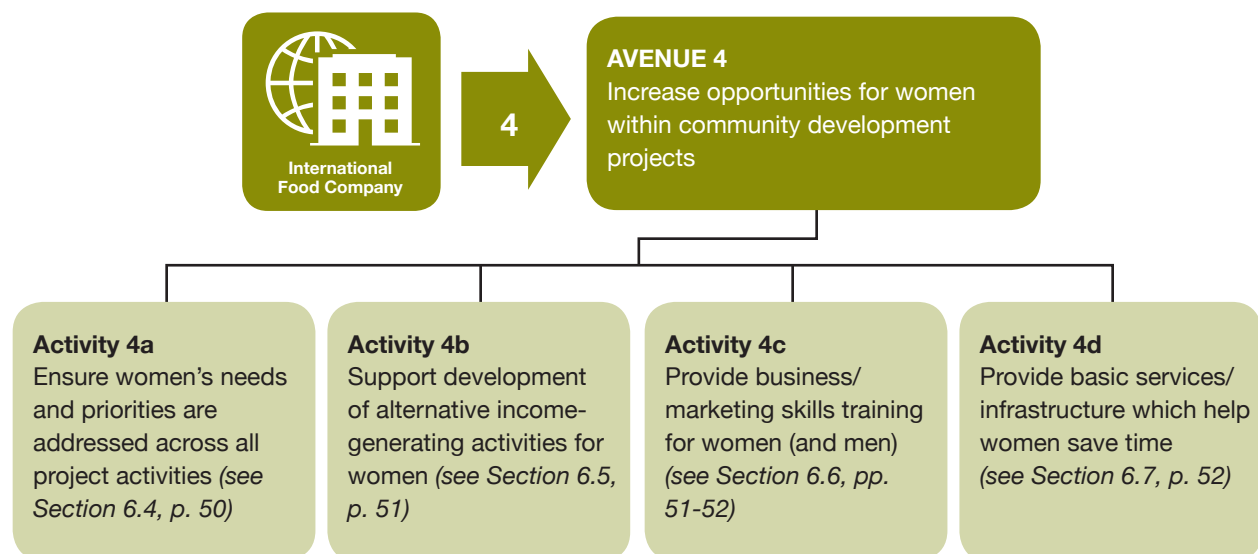 International
Food Company
4
AVENUE 4
Increase opportunities for women
within community development
projects
Activity 4a
Ensure women’s needs
and priorities are
addressed across all
project activities (see
Section 6.4, p. 50)
Activity 4b
Support development
of alternative income-
generating activities for
women (see Section 6.5,
p. 51)
Activity 4c
Provide business/
marketing skills training
for women (and men)
(see Section 6.6, pp.
51-52)
Activity 4d
Provide basic services/
infrastructure which help
women save time
(see Section 6.7, p. 52)